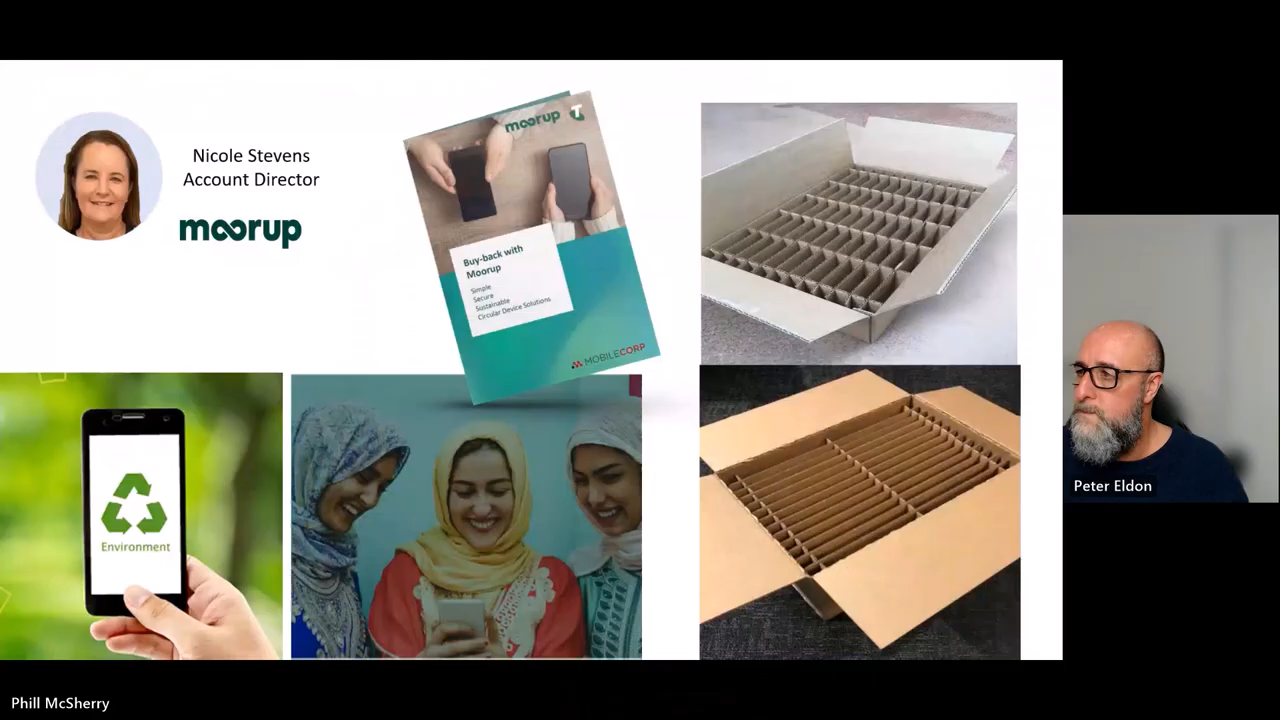 Nicole Stevens
Account Director
moorup
moorup T
Buy-back with
Moorup
Simple
Secure
Sustainable
Circular Device Solutions
MOBILECORP
Environment
Peter Eldon
Phill McSherry